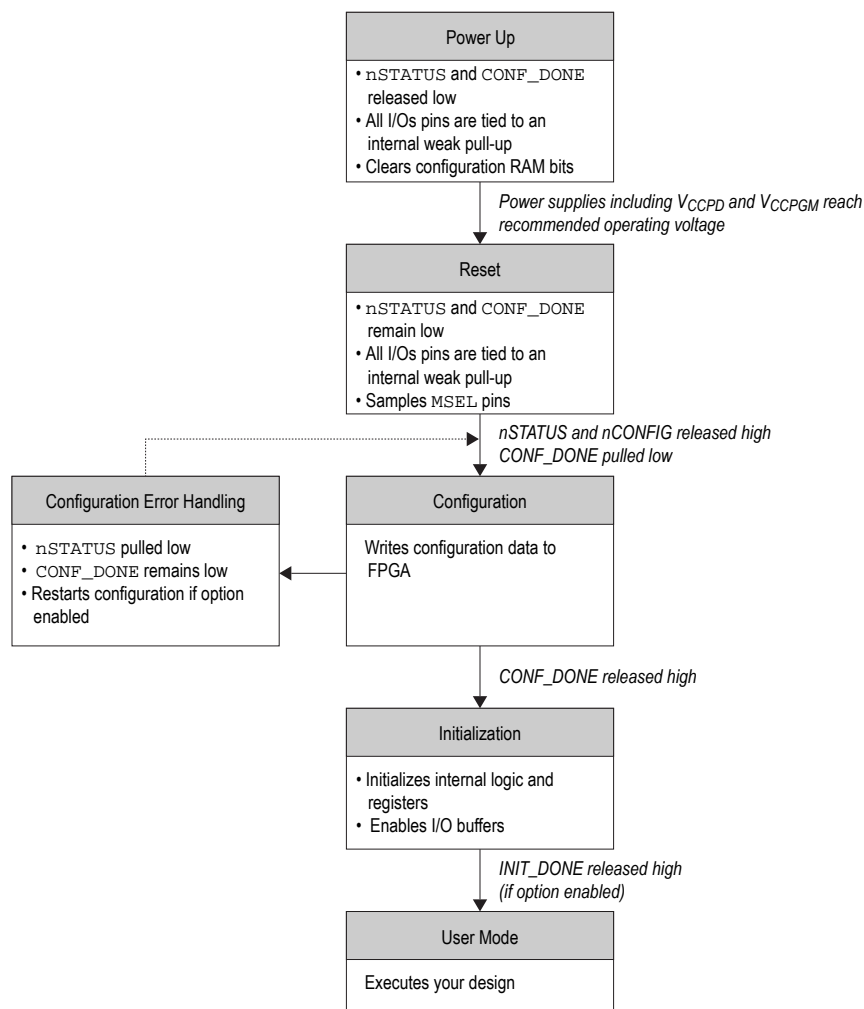 Power Up
• nSTATUS and CONF_DONE
released low
• All I/Os pins are tied to an
internal weak pull-up
• Clears configuration RAM bits
Power supplies including VCCPD and VCCPGM reach
recommended operating voltage
Reset
• nSTATUS and CONF_DONE
remain low
• All I/Os pins are tied to an
internal weak pull-up
• Samples MSEL pins
nSTATUS and nCONFIG released high
CONF_DONE pulled low
Configuration Error Handling
• nSTATUS pulled low
• CONF_DONE remains low
• Restarts configuration if option
enabled
Configuration
Writes configuration data to
FPGA
CONF_DONE released high
Initialization
• Initializes internal logic and
registers
• Enables I/O buffers
INIT_DONE released high
(if option enabled)
User Mode
Executes your design